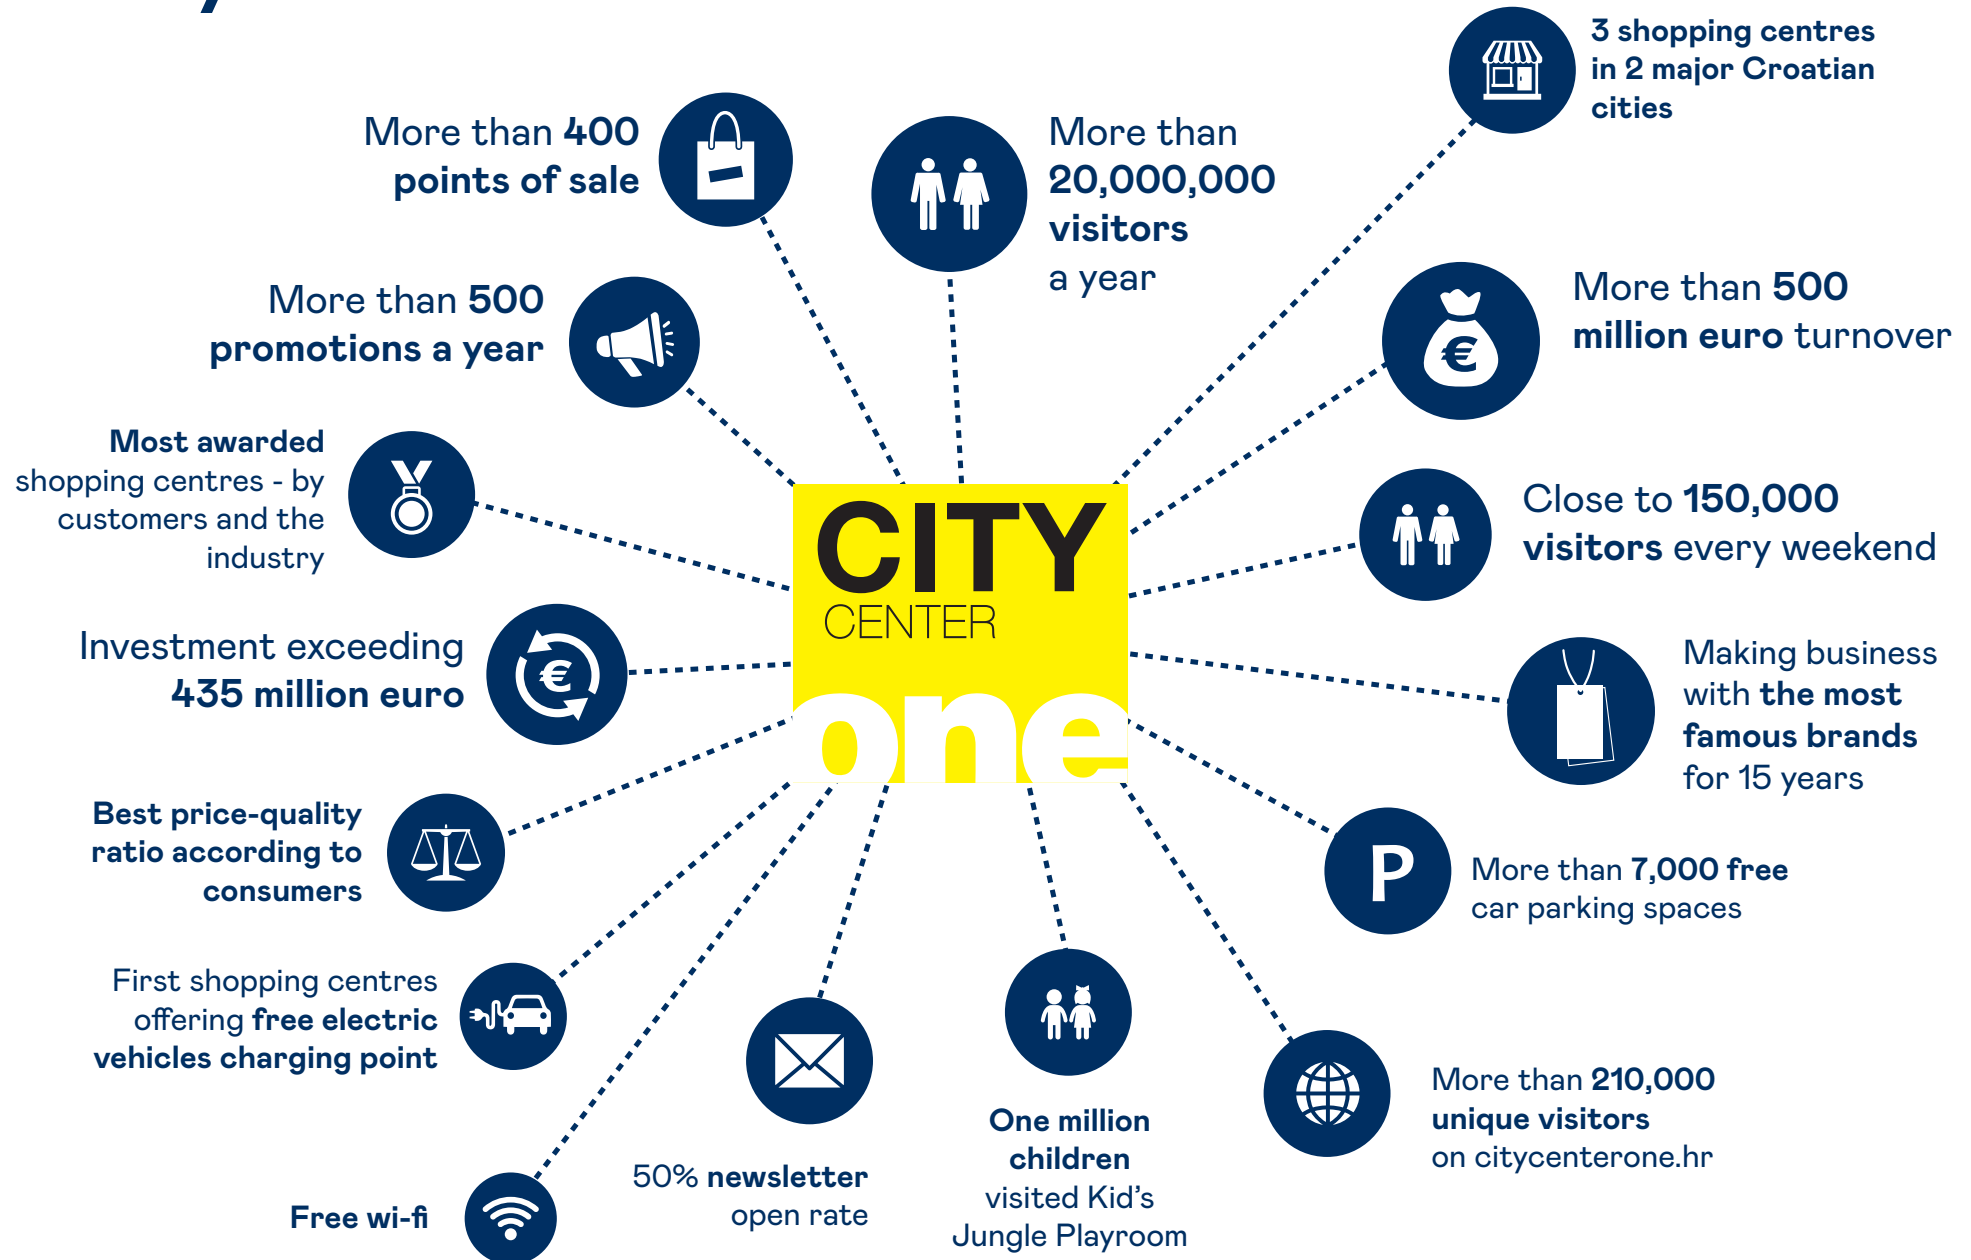 3 shopping centres
in 2 major Croatian
cities
More than 400
points of sale
More than
20,000,000
visitors
a year
More than 500
promotions a year
More than 500
million euro turnover
Most awarded
shopping centres - by
customers and the
industry
Close to 150,000
visitors every weekend
CITY
CENTER
one
Investment exceeding
435 million euro
€
€
Making business
with the most
famous brands
for 15 years
Best price-quality
ratio according to
consumers
P
More than 7,000 free
car parking spaces
First shopping centres
offering free electric
vehicles charging point
More than 210,000
unique visitors
on citycenterone.hr
One million
children
visited Kid's
Jungle Playroom
50% newsletter
open rate
Free wi-fi